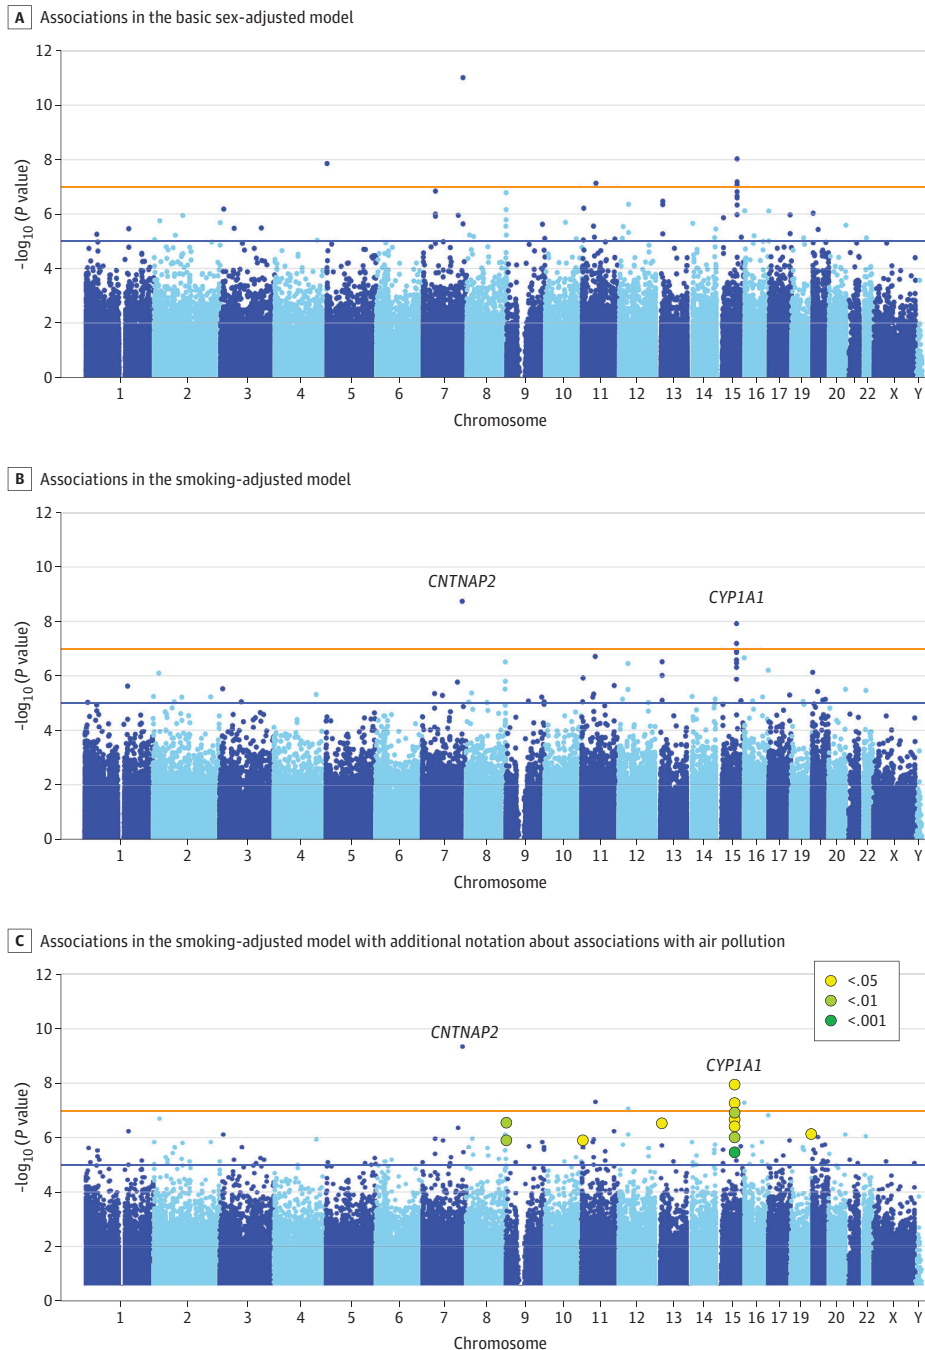 A Associations in the basic sex-adjusted model
12
10
8
6
4
2
0
-log10 (P value)
1 2 3 4 5 6 7 8 9 10 11 12 13 14 15 16 17 19 20 22 X Y
Chromosome
B Associations in the smoking-adjusted model
12
10
8
6
4
2
0
-log10 (P value)
CNTNAP2
CYP1A1
1 2 3 4 5 6 7 8 9 10 11 12 13 14 15 16 17 19 20 22 X Y
Chromosome
C Associations in the smoking-adjusted model with additional notation about associations with air pollution
12
10
8
6
4
2
0
-log10 (P value)
<.05
<.01
<.001
CNTNAP2
CYP1A1
1 2 3 4 5 6 7 8 9 10 11 12 13 14 15 16 17 19 20 22 X Y
Chromosome